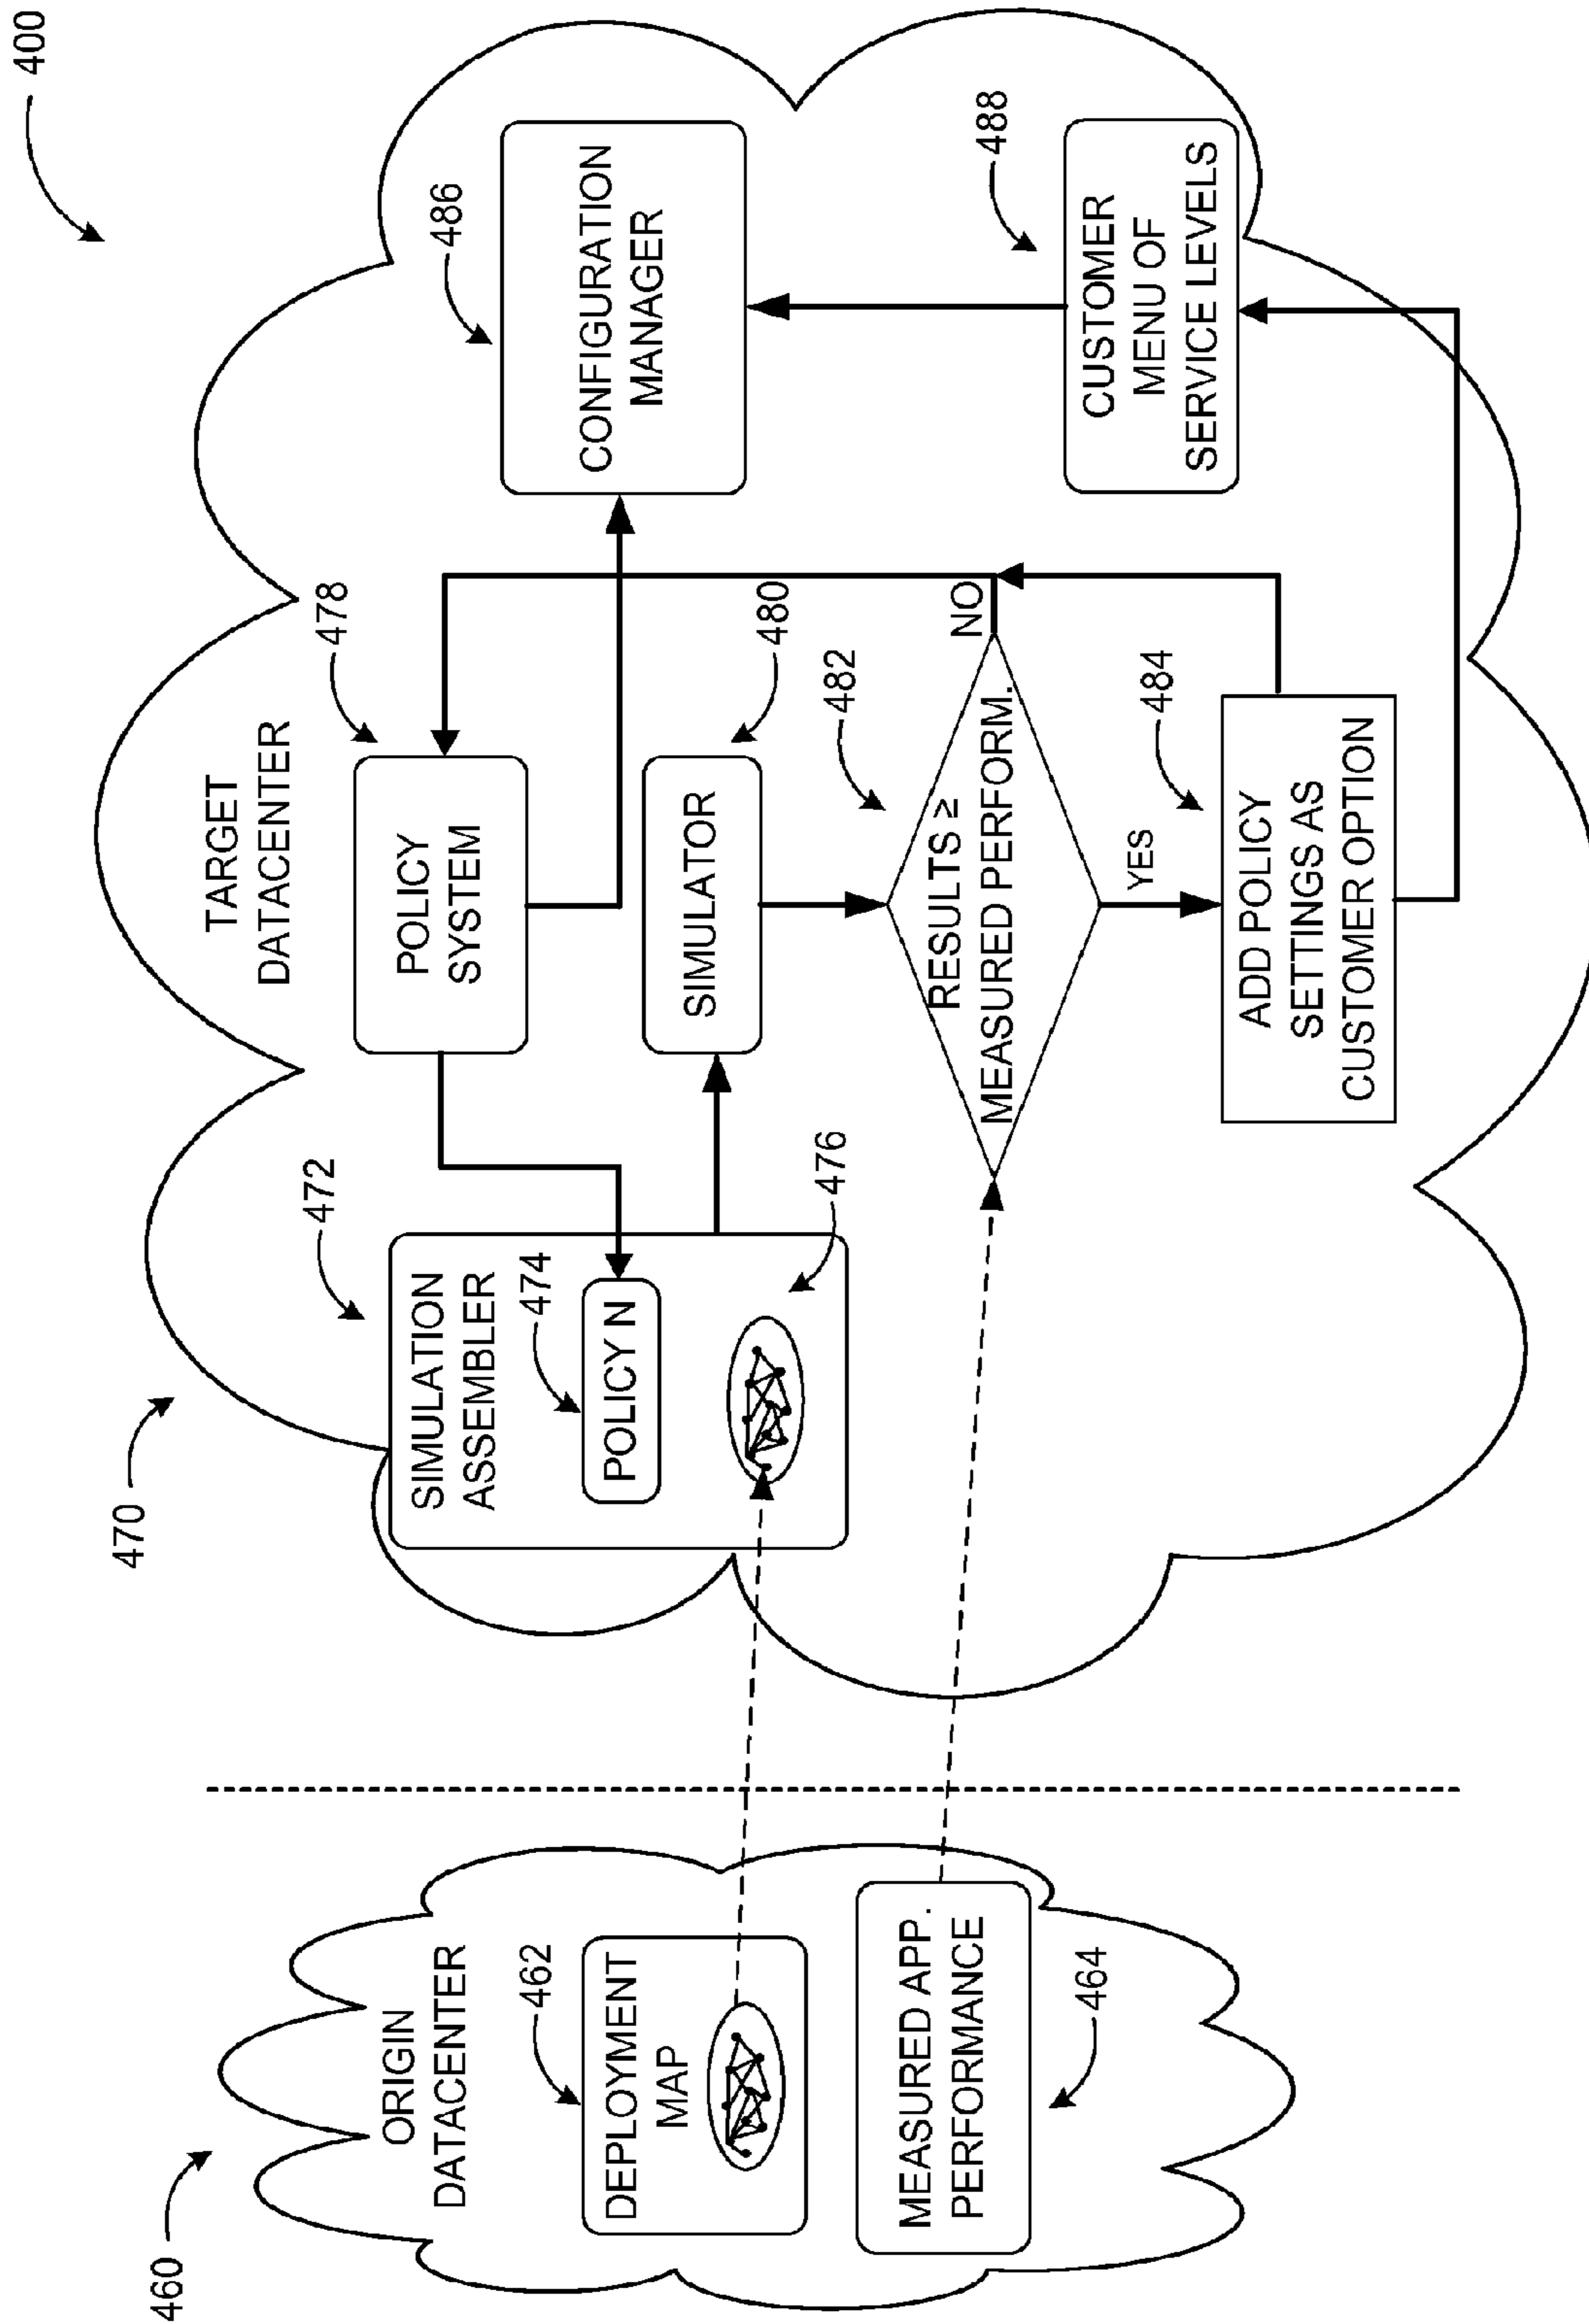 400
460
ORIGIN
DATACENTER
462
DEPLOYMENT
MAP
MEASURED APP.
PERFORMANCE
464
470
TARGET
DATACENTER
472
SIMULATION
ASSEMBLER
474
POLICY N
476
478
POLICY
SYSTEM
480
SIMULATOR
482
RESULTS ≥
MEASURED PERFORM.
NO
YES
484
ADD POLICY
SETTINGS AS
CUSTOMER OPTION
486
CONFIGURATION
MANAGER
488
CUSTOMER
MENU OF
SERVICE LEVELS